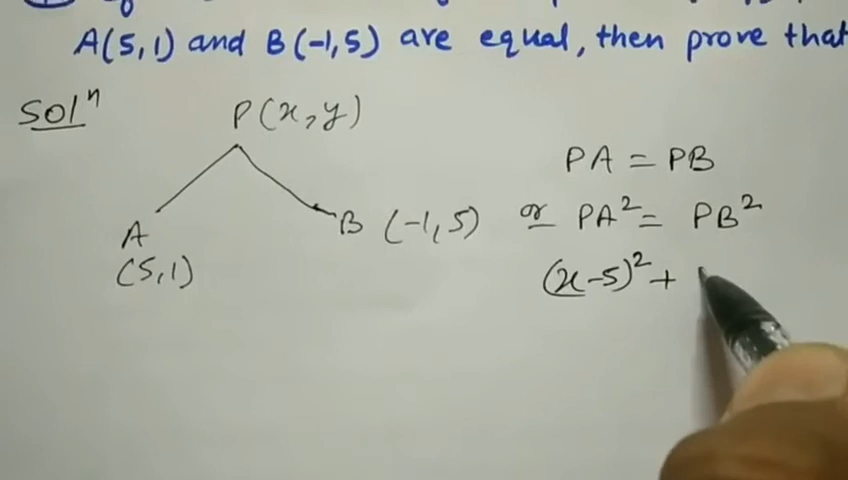 A(5,1) and B(-1,5) are equal, then prove that
Solⁿ
P(x,y)
PA = PB
A
(5,1)
B (-1,5)
or PA² = PB²
(x-5)² +